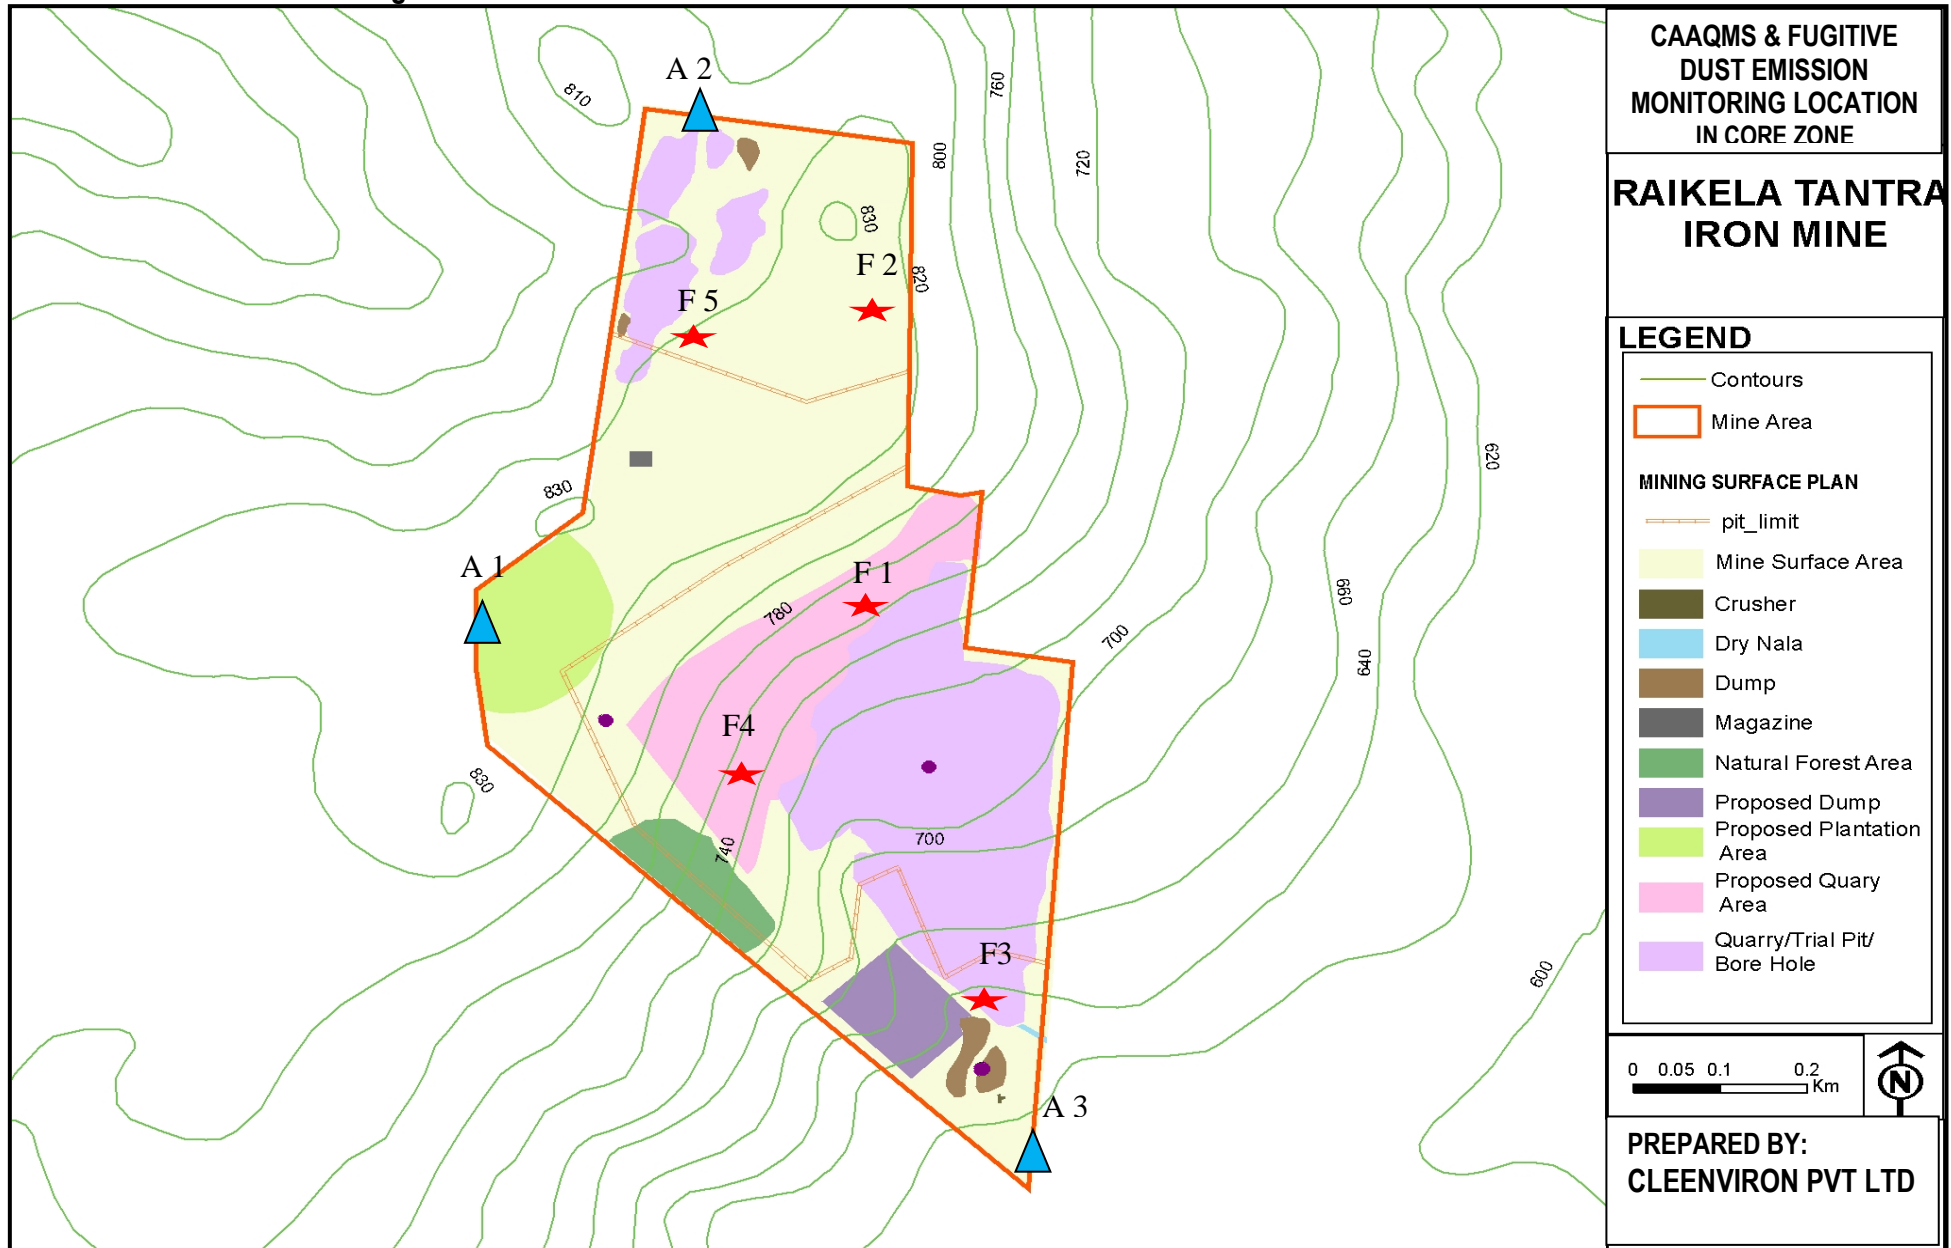 A 2
810
760
800
720
830
F 2
820
F 5
620
830
A 1
F 1
780
660
700
640
F4
830
740
700
F3
600
A 3
CAAQMS & FUGITIVE
DUST EMISSION
MONITORING LOCATION
IN CORE ZONE
RAIKELA TANTRA
IRON MINE
LEGEND
Contours
Mine Area
MINING SURFACE PLAN
pit_limit
Mine Surface Area
Crusher
Dry Nala
Dump
Magazine
Natural Forest Area
Proposed Dump
Proposed Plantation
Area
Proposed Quary
Area
Quarry/Trial Pit/
Bore Hole
0 0.05 0.1 0.2
Km
N
PREPARED BY:
CLEENVIRON PVT LTD